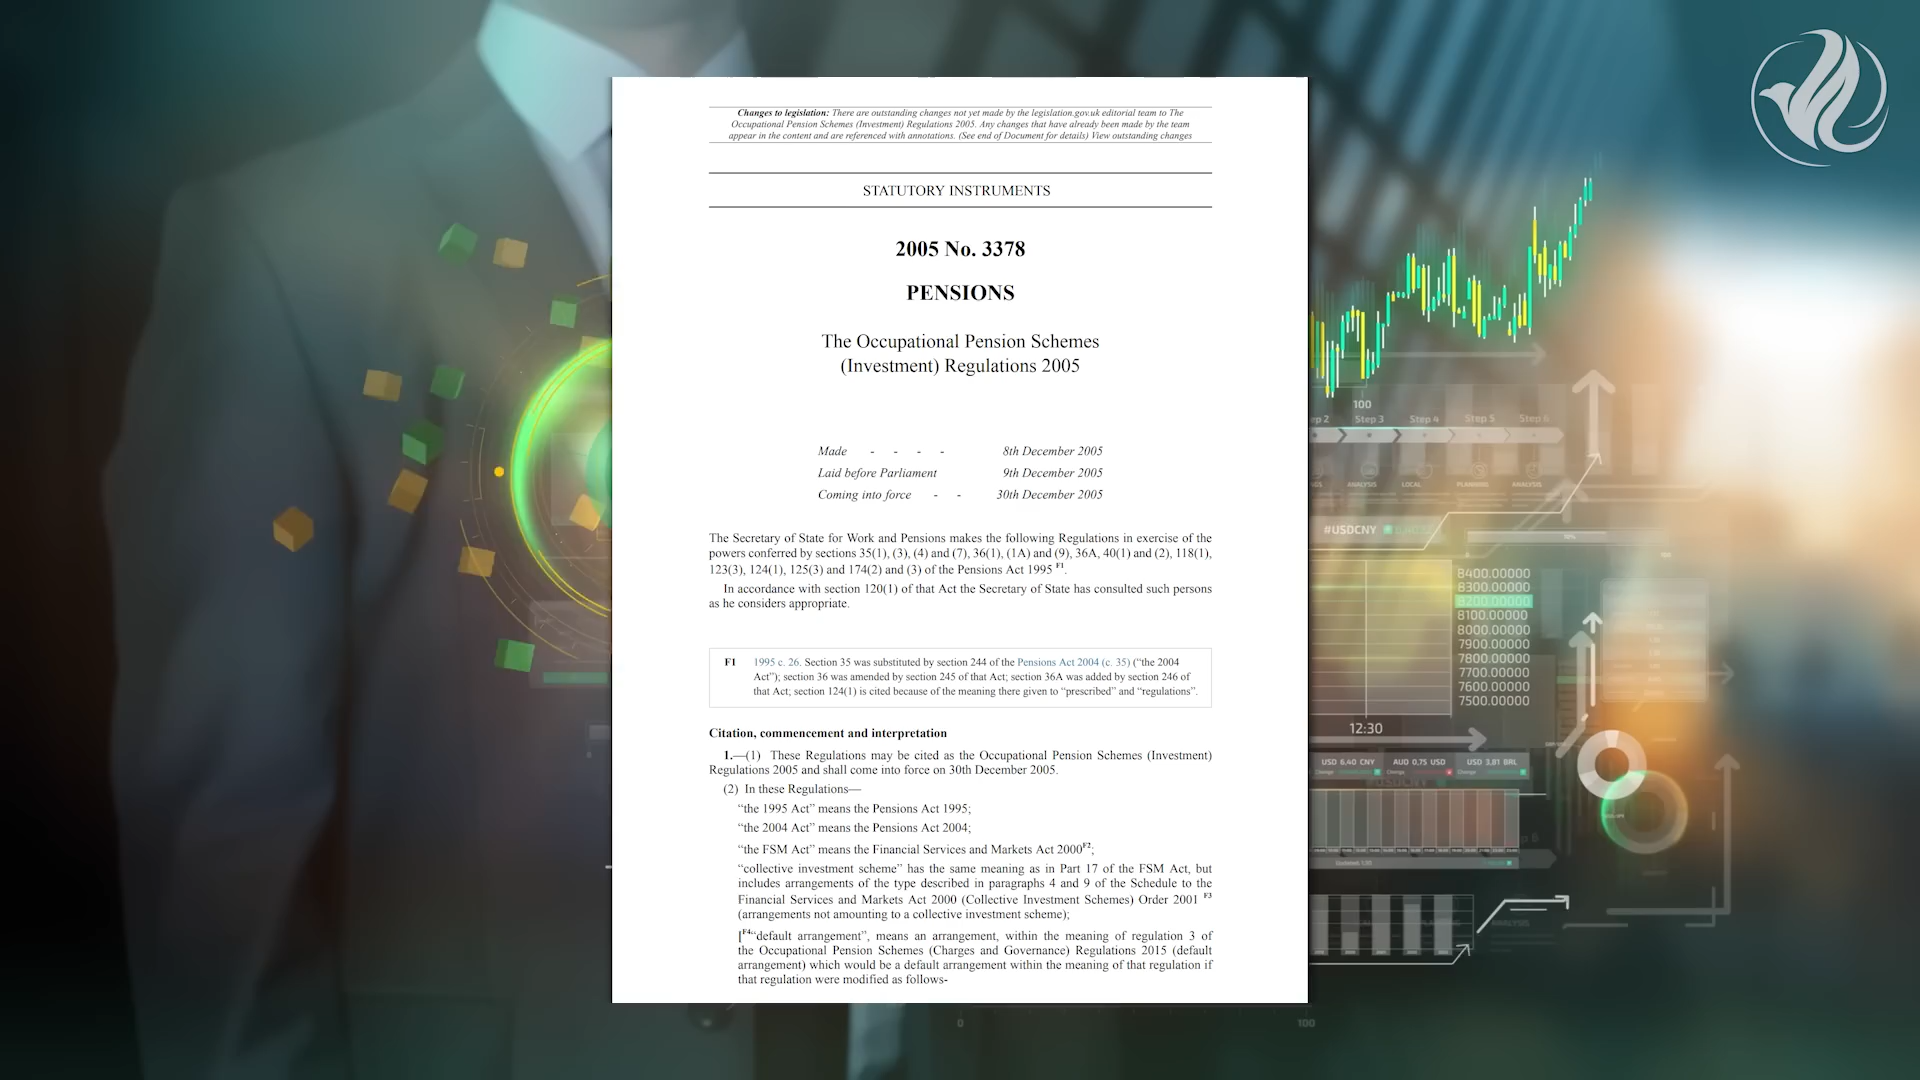 Changes to legislation: There are outstanding changes not yet made by the legislation.gov.uk editorial team to The
Occupational Pension Schemes (Investment) Regulations 2005. Any changes that have already been made by the team
appear in the content and are referenced with annotations. (See end of Document for details) View outstanding changes
STATUTORY INSTRUMENTS
2005 No. 3378
PENSIONS
The Occupational Pension Schemes
(Investment) Regulations 2005
Made - - - - 8th December 2005
Laid before Parliament 9th December 2005
Coming into force - - 30th December 2005
The Secretary of State for Work and Pensions makes the following Regulations in exercise of the
powers conferred by sections 35(1), (3), (4) and (7), 36(1), (1A) and (9), 36A, 40(1) and (2), 118(1),
123(3), 124(1), 125(3) and 174(2) and (3) of the Pensions Act 1995 F1.
In accordance with section 120(1) of that Act the Secretary of State has consulted such persons
as he considers appropriate.
F1 1995 c. 26. Section 35 was substituted by section 244 of the Pensions Act 2004 (c. 35) (“the 2004
Act”); section 36 was amended by section 245 of that Act; section 36A was added by section 246 of
that Act; section 124(1) is cited because of the meaning there given to “prescribed” and “regulations”.
Citation, commencement and interpretation
1.—(1) These Regulations may be cited as the Occupational Pension Schemes (Investment)
Regulations 2005 and shall come into force on 30th December 2005.
(2) In these Regulations—
“the 1995 Act” means the Pensions Act 1995;
“the 2004 Act” means the Pensions Act 2004;
“the FSM Act” means the Financial Services and Markets Act 2000F2;
“collective investment scheme” has the same meaning as in Part 17 of the FSM Act, but
includes arrangements of the type described in paragraphs 4 and 9 of the Schedule to the
Financial Services and Markets Act 2000 (Collective Investment Schemes) Order 2001 F3
(arrangements not amounting to a collective investment scheme);
[F4“default arrangement”, means an arrangement, within the meaning of regulation 3 of
the Occupational Pension Schemes (Charges and Governance) Regulations 2015 (default
arrangement) which would be a default arrangement within the meaning of that regulation if
that regulation were modified as follows-
100
Step 3 Step 4 Step 5 Step 6
ANALYSIS LOCAL PLANNING ANALYSIS
#USDCNY
8400.00000
8300.00000
8200.00000
8100.00000
8000.00000
7900.00000
7800.00000
7700.00000
7600.00000
7500.00000
12:30
USD 6,40 CNY AUD 0,75 USD USD 3,81 BRL
0 100